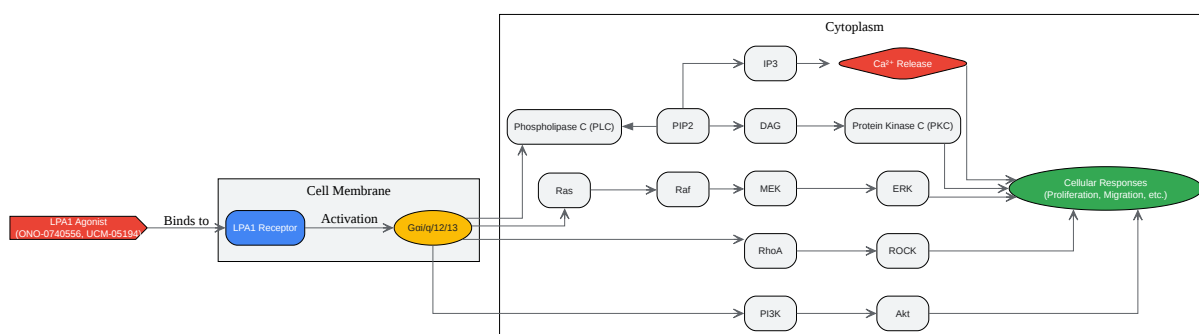 Cytoplasm
IP3
Ca²⁺ Release
Phospholipase C (PLC)
PIP2
DAG
Protein Kinase C (PKC)
Cell Membrane
Ras
Raf
MEK
ERK
Cellular Responses
(Proliferation, Migration, etc.)
LPA1 Agonist
(ONO-0740556, UCM-05194)
Binds to
LPA1 Receptor
Activation
Gαi/q/12/13
RhoA
ROCK
PI3K
Akt